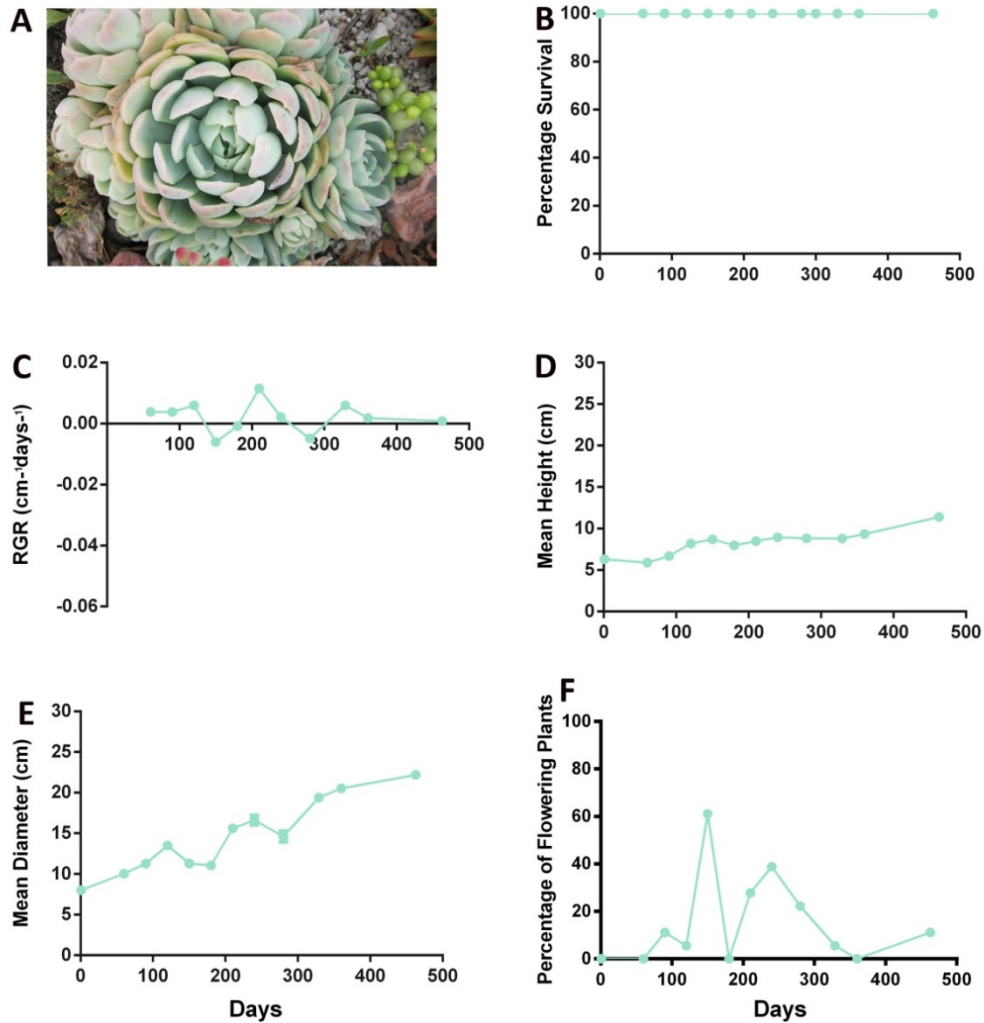 A
B
Percentage Survival
100
80
60
40
20
0
0 100 200 300 400 500
C
RGR (cm-¹days-¹)
0.02
0.00
-0.02
-0.04
-0.06
100 200 300 400 500
D
Mean Height (cm)
30
25
20
15
10
5
0
0 100 200 300 400 500
E
Mean Diameter (cm)
30
25
20
15
10
5
0
0 100 200 300 400 500
Days
F
Percentage of Flowering Plants
100
80
60
40
20
0
0 100 200 300 400 500
Days